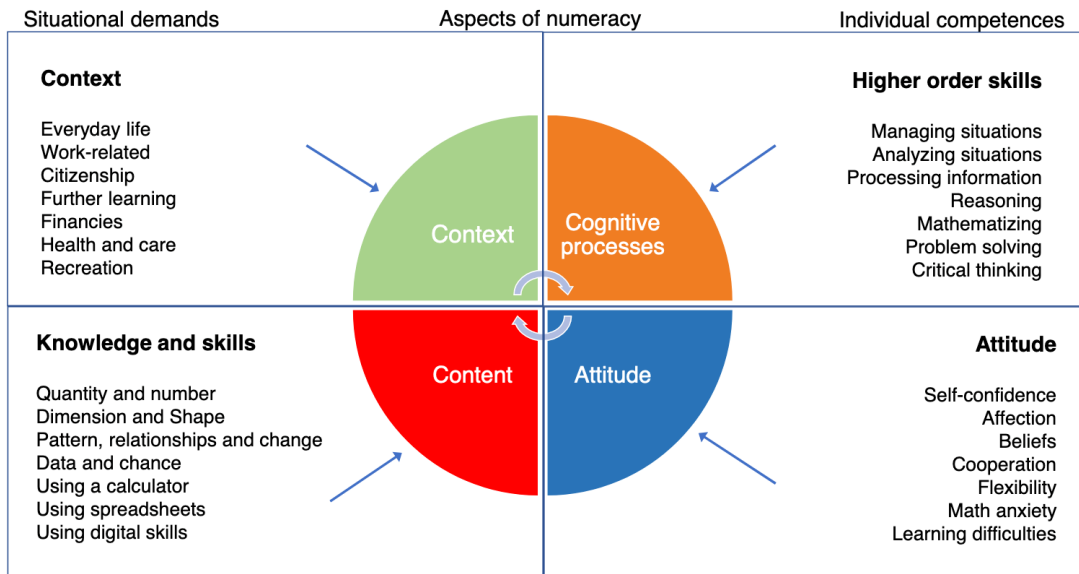 Situational demands
Aspects of numeracy
Individual competences
Context
Everyday life
Work-related
Citizenship
Further learning
Financies
Health and care
Recreation
Higher order skills
Managing situations
Analyzing situations
Processing information
Reasoning
Mathematizing
Problem solving
Critical thinking
Context
Cognitive
processes
Content
Attitude
Knowledge and skills
Quantity and number
Dimension and Shape
Pattern, relationships and change
Data and chance
Using a calculator
Using spreadsheets
Using digital skills
Attitude
Self-confidence
Affection
Beliefs
Cooperation
Flexibility
Math anxiety
Learning difficulties